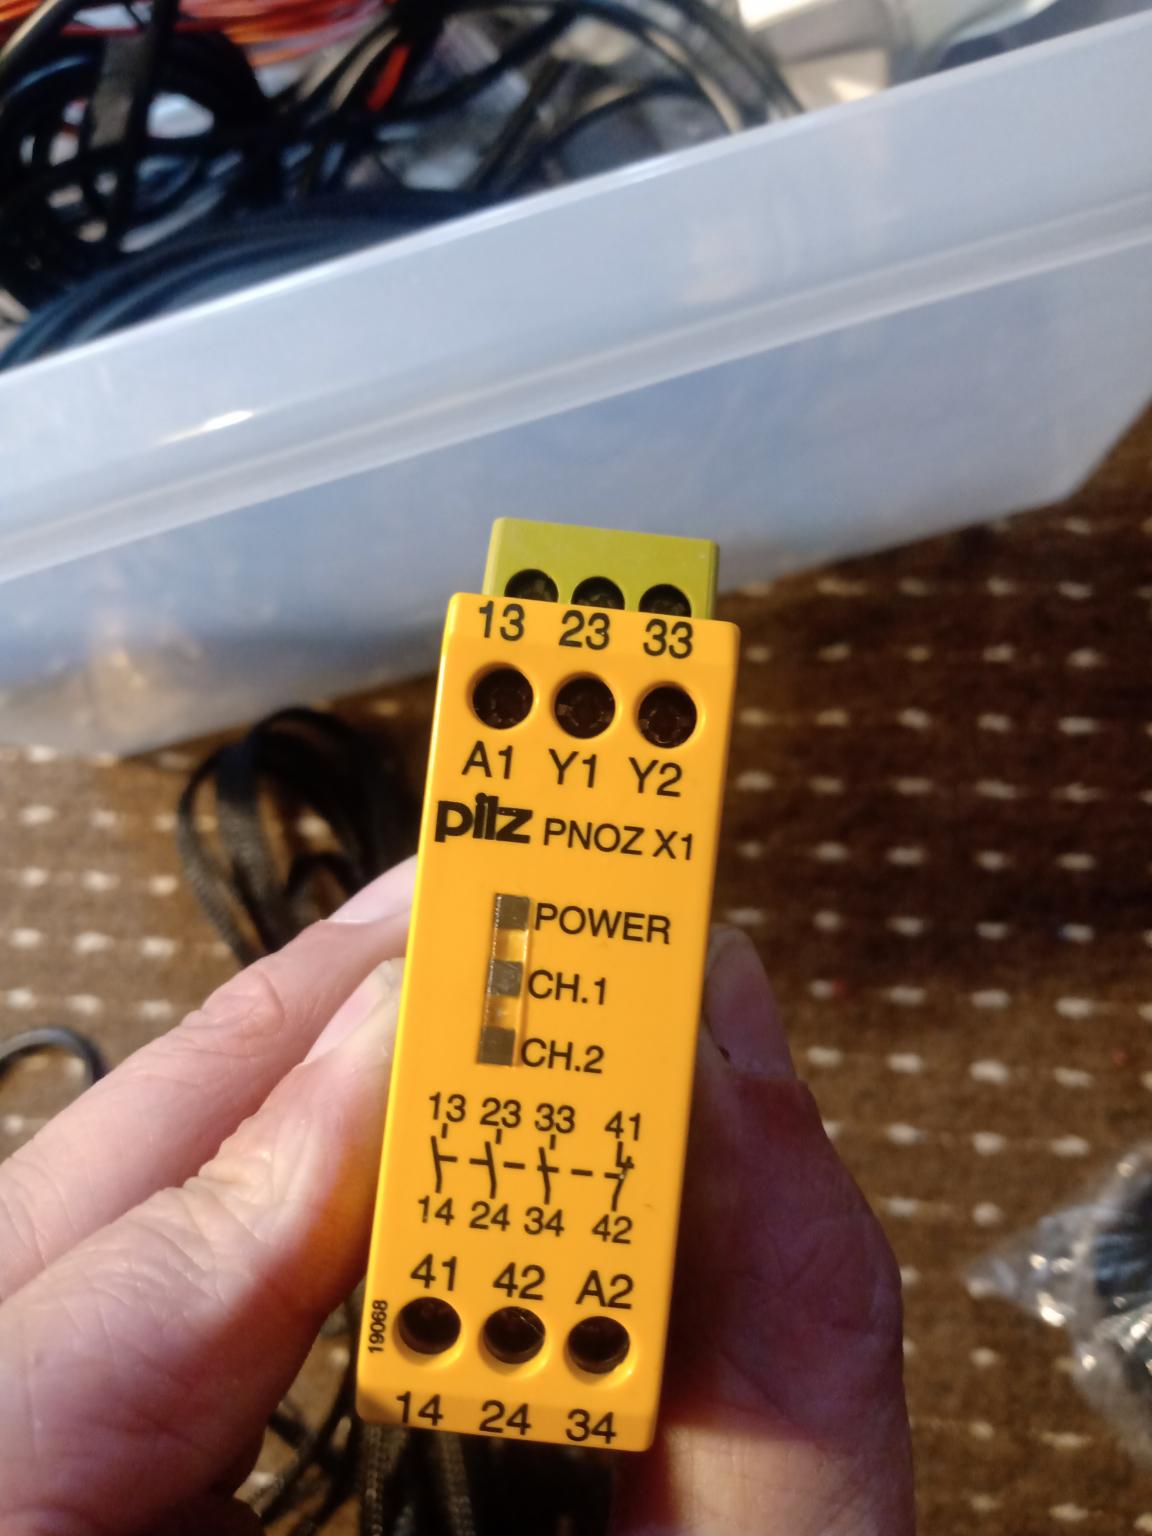 13 23 33
A1 Y1 Y2
pilz PNOZ X1
POWER
CH.1
CH.2
13 23 33 41
14 24 34 42
41 42 A2
19068
14 24 34